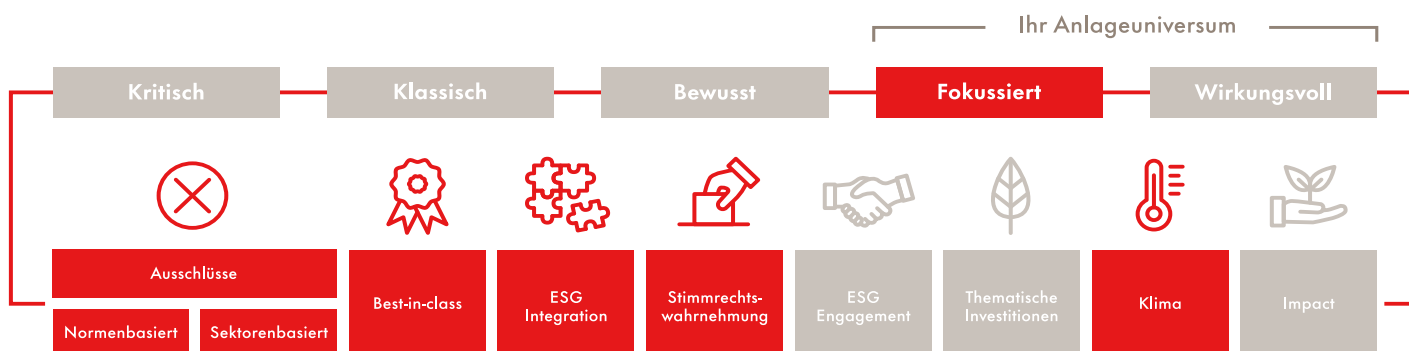 Ihr Anlageuniversum
Kritisch
Klassisch
Bewusst
Fokussiert
Wirkungsvoll
Ausschlüsse
Normenbasiert
Sektorenbasiert
Best-in-class
ESG
Integration
Stimmrechts-
wahrnehmung
ESG
Engagement
Thematische
Investitionen
Klima
Impact